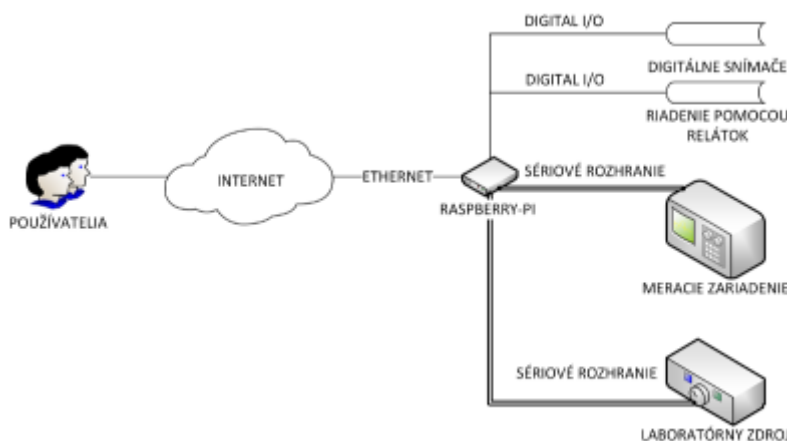 DIGITAL I/O
DIGITÁLNE SNÍMAČE
DIGITAL I/O
RIADENIE POMOCOU
RELÁTOK
INTERNET
ETHERNET
SÉRIOVÉ ROZHRANIE
POUŽÍVATELIA
RASPBERRY-PI
MERACIE ZARIADENIE
SÉRIOVÉ ROZHRANIE
LABORATÓRNY ZDROJ